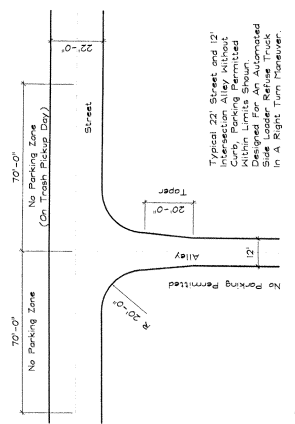 70'-0"
70'-0"
No Parking Zone
No Parking Zone
(On Trash Pickup Day)
22'-0"
Street
R 20'-0"
20'-0"
Taper
Alley
12'
No Parking Permitted
Typical 22' Street and 12'
Intersection Alley Without
Curb, Parking Permitted
Within Limits Shown.
Designed For An Automated
Side Loader Refuse Truck
In A Right Turn Maneuver.